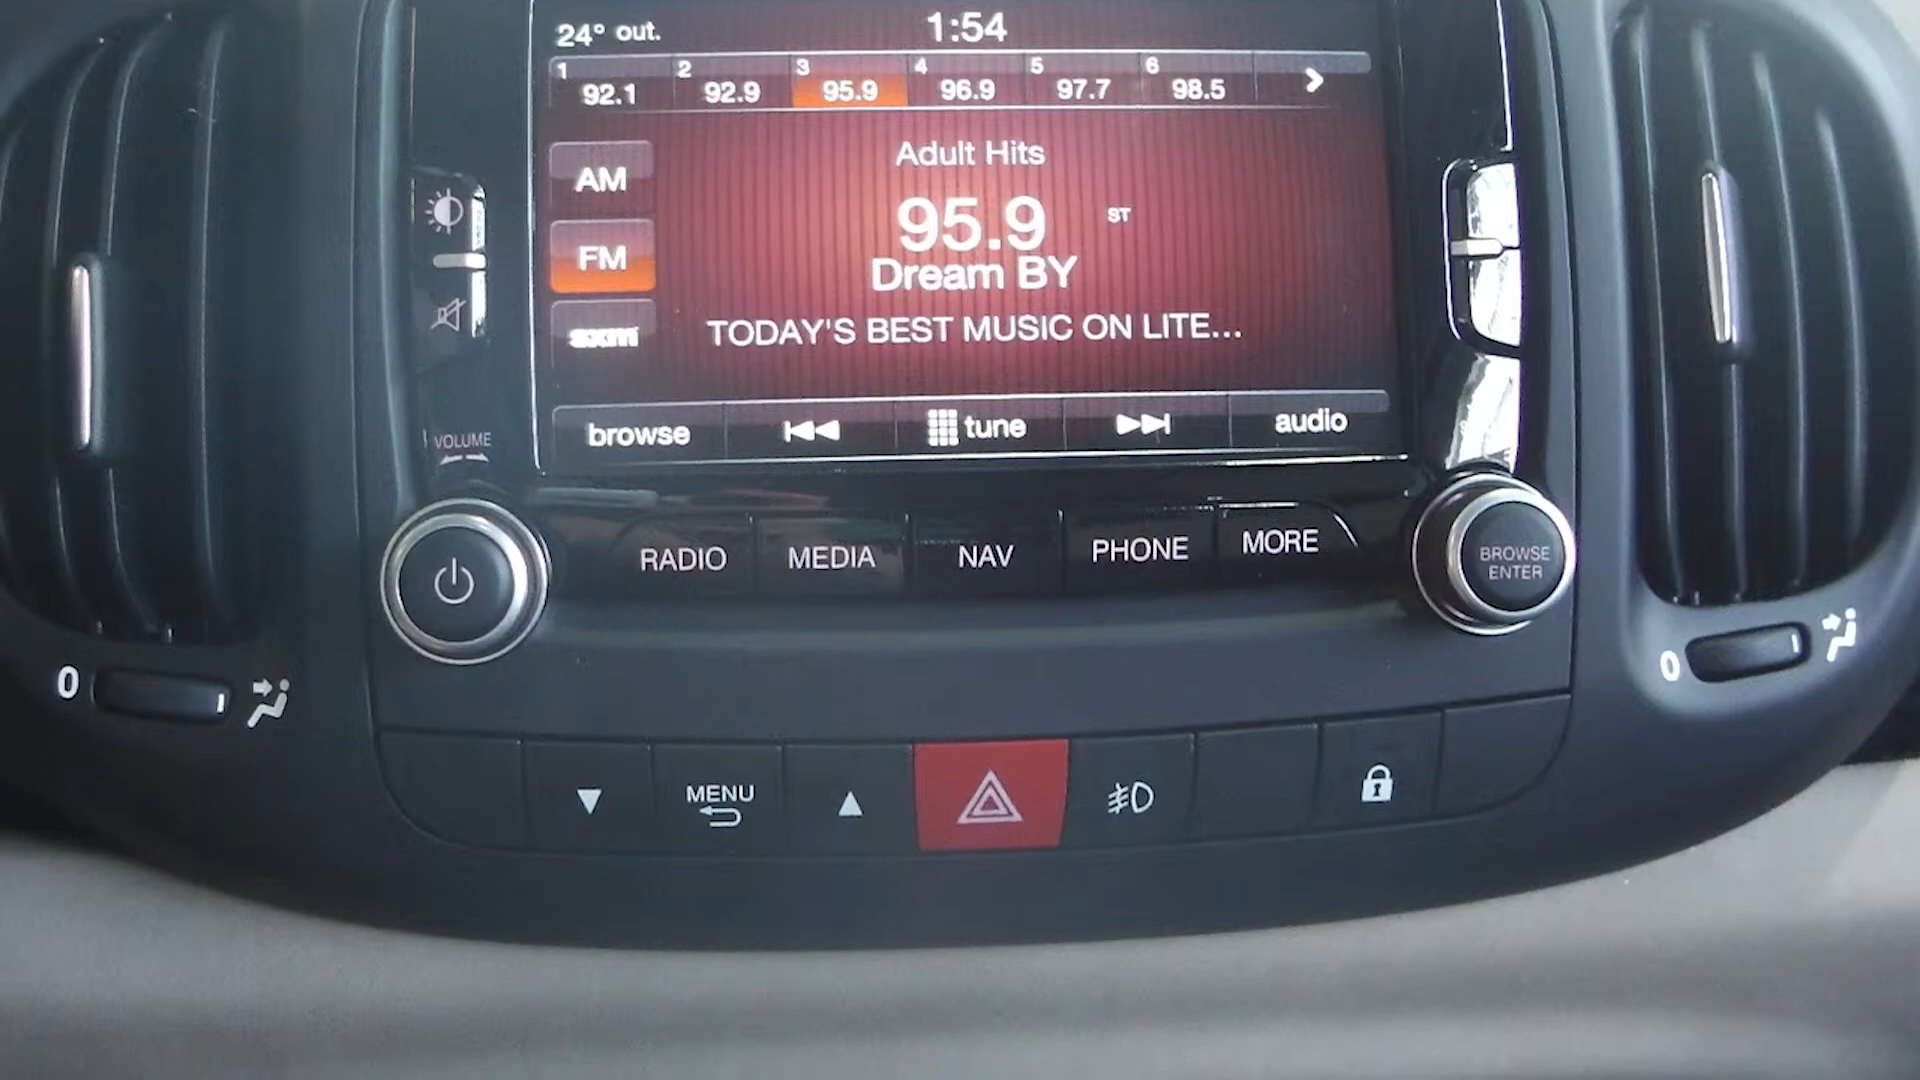 24° out. 1:54
1 2 3 4 5 6
92.1 92.9 95.9 96.9 97.7 98.5
Adult Hits
AM
95.9 ST
FM
Dream BY
sxm
TODAY'S BEST MUSIC ON LITE...
browse tune audio
VOLUME
RADIO MEDIA NAV PHONE MORE
BROWSE
ENTER
0
0
MENU